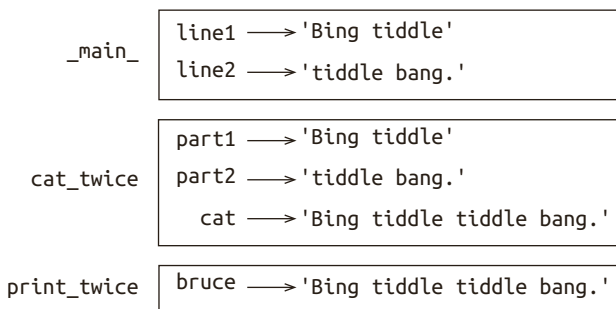 _main_
line1 → 'Bing tiddle'
line2 → 'tiddle bang.'
cat_twice
part1 → 'Bing tiddle'
part2 → 'tiddle bang.'
cat → 'Bing tiddle tiddle bang.'
print_twice
bruce → 'Bing tiddle tiddle bang.'